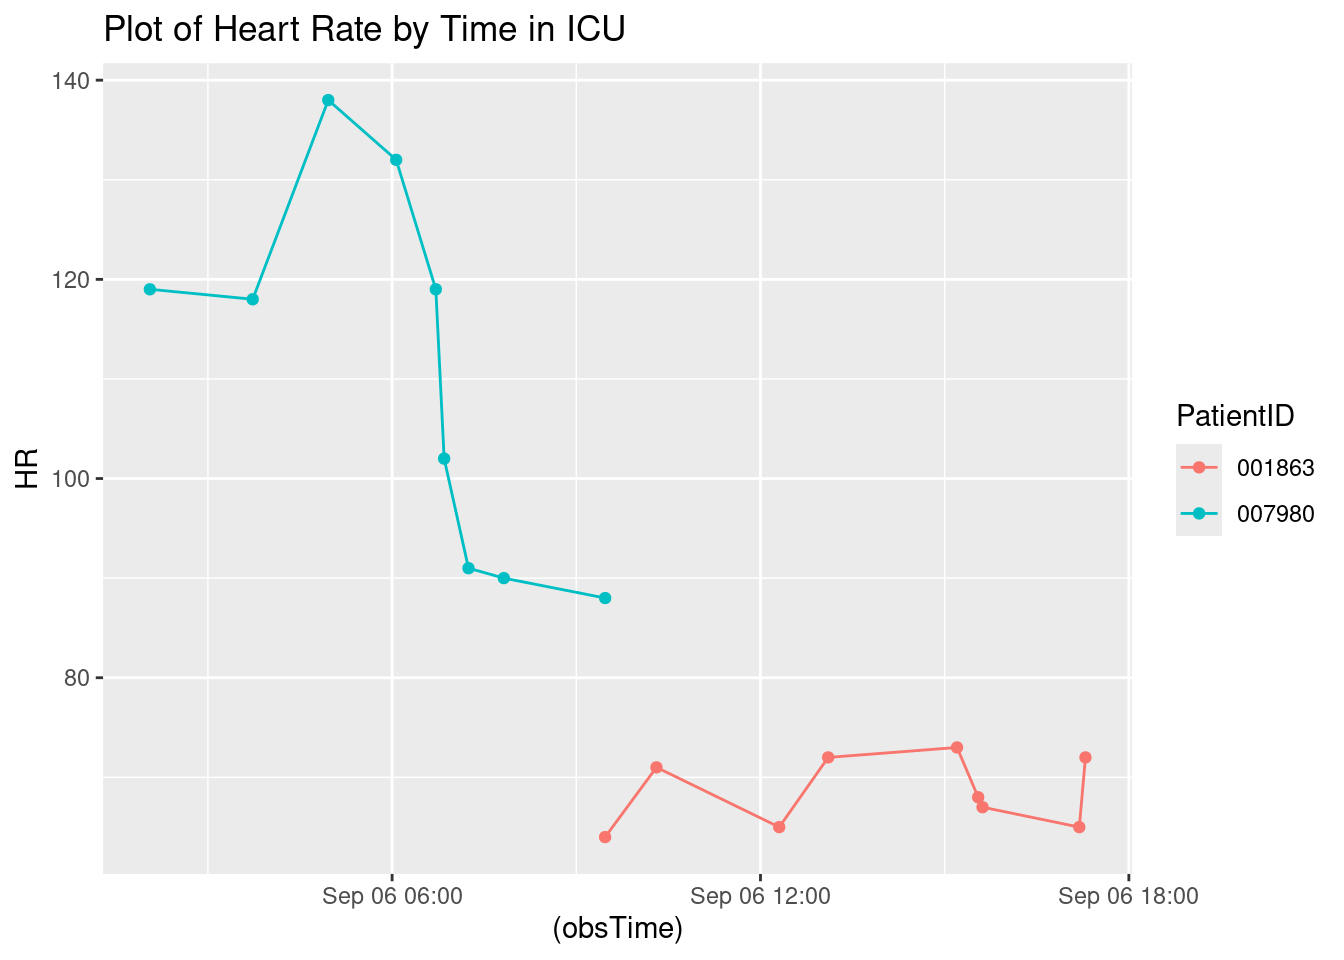 Plot of Heart Rate by Time in ICU
140
120
100
80
HR
Sep 06 06:00
Sep 06 12:00
Sep 06 18:00
(obsTime)
PatientID
001863
007980